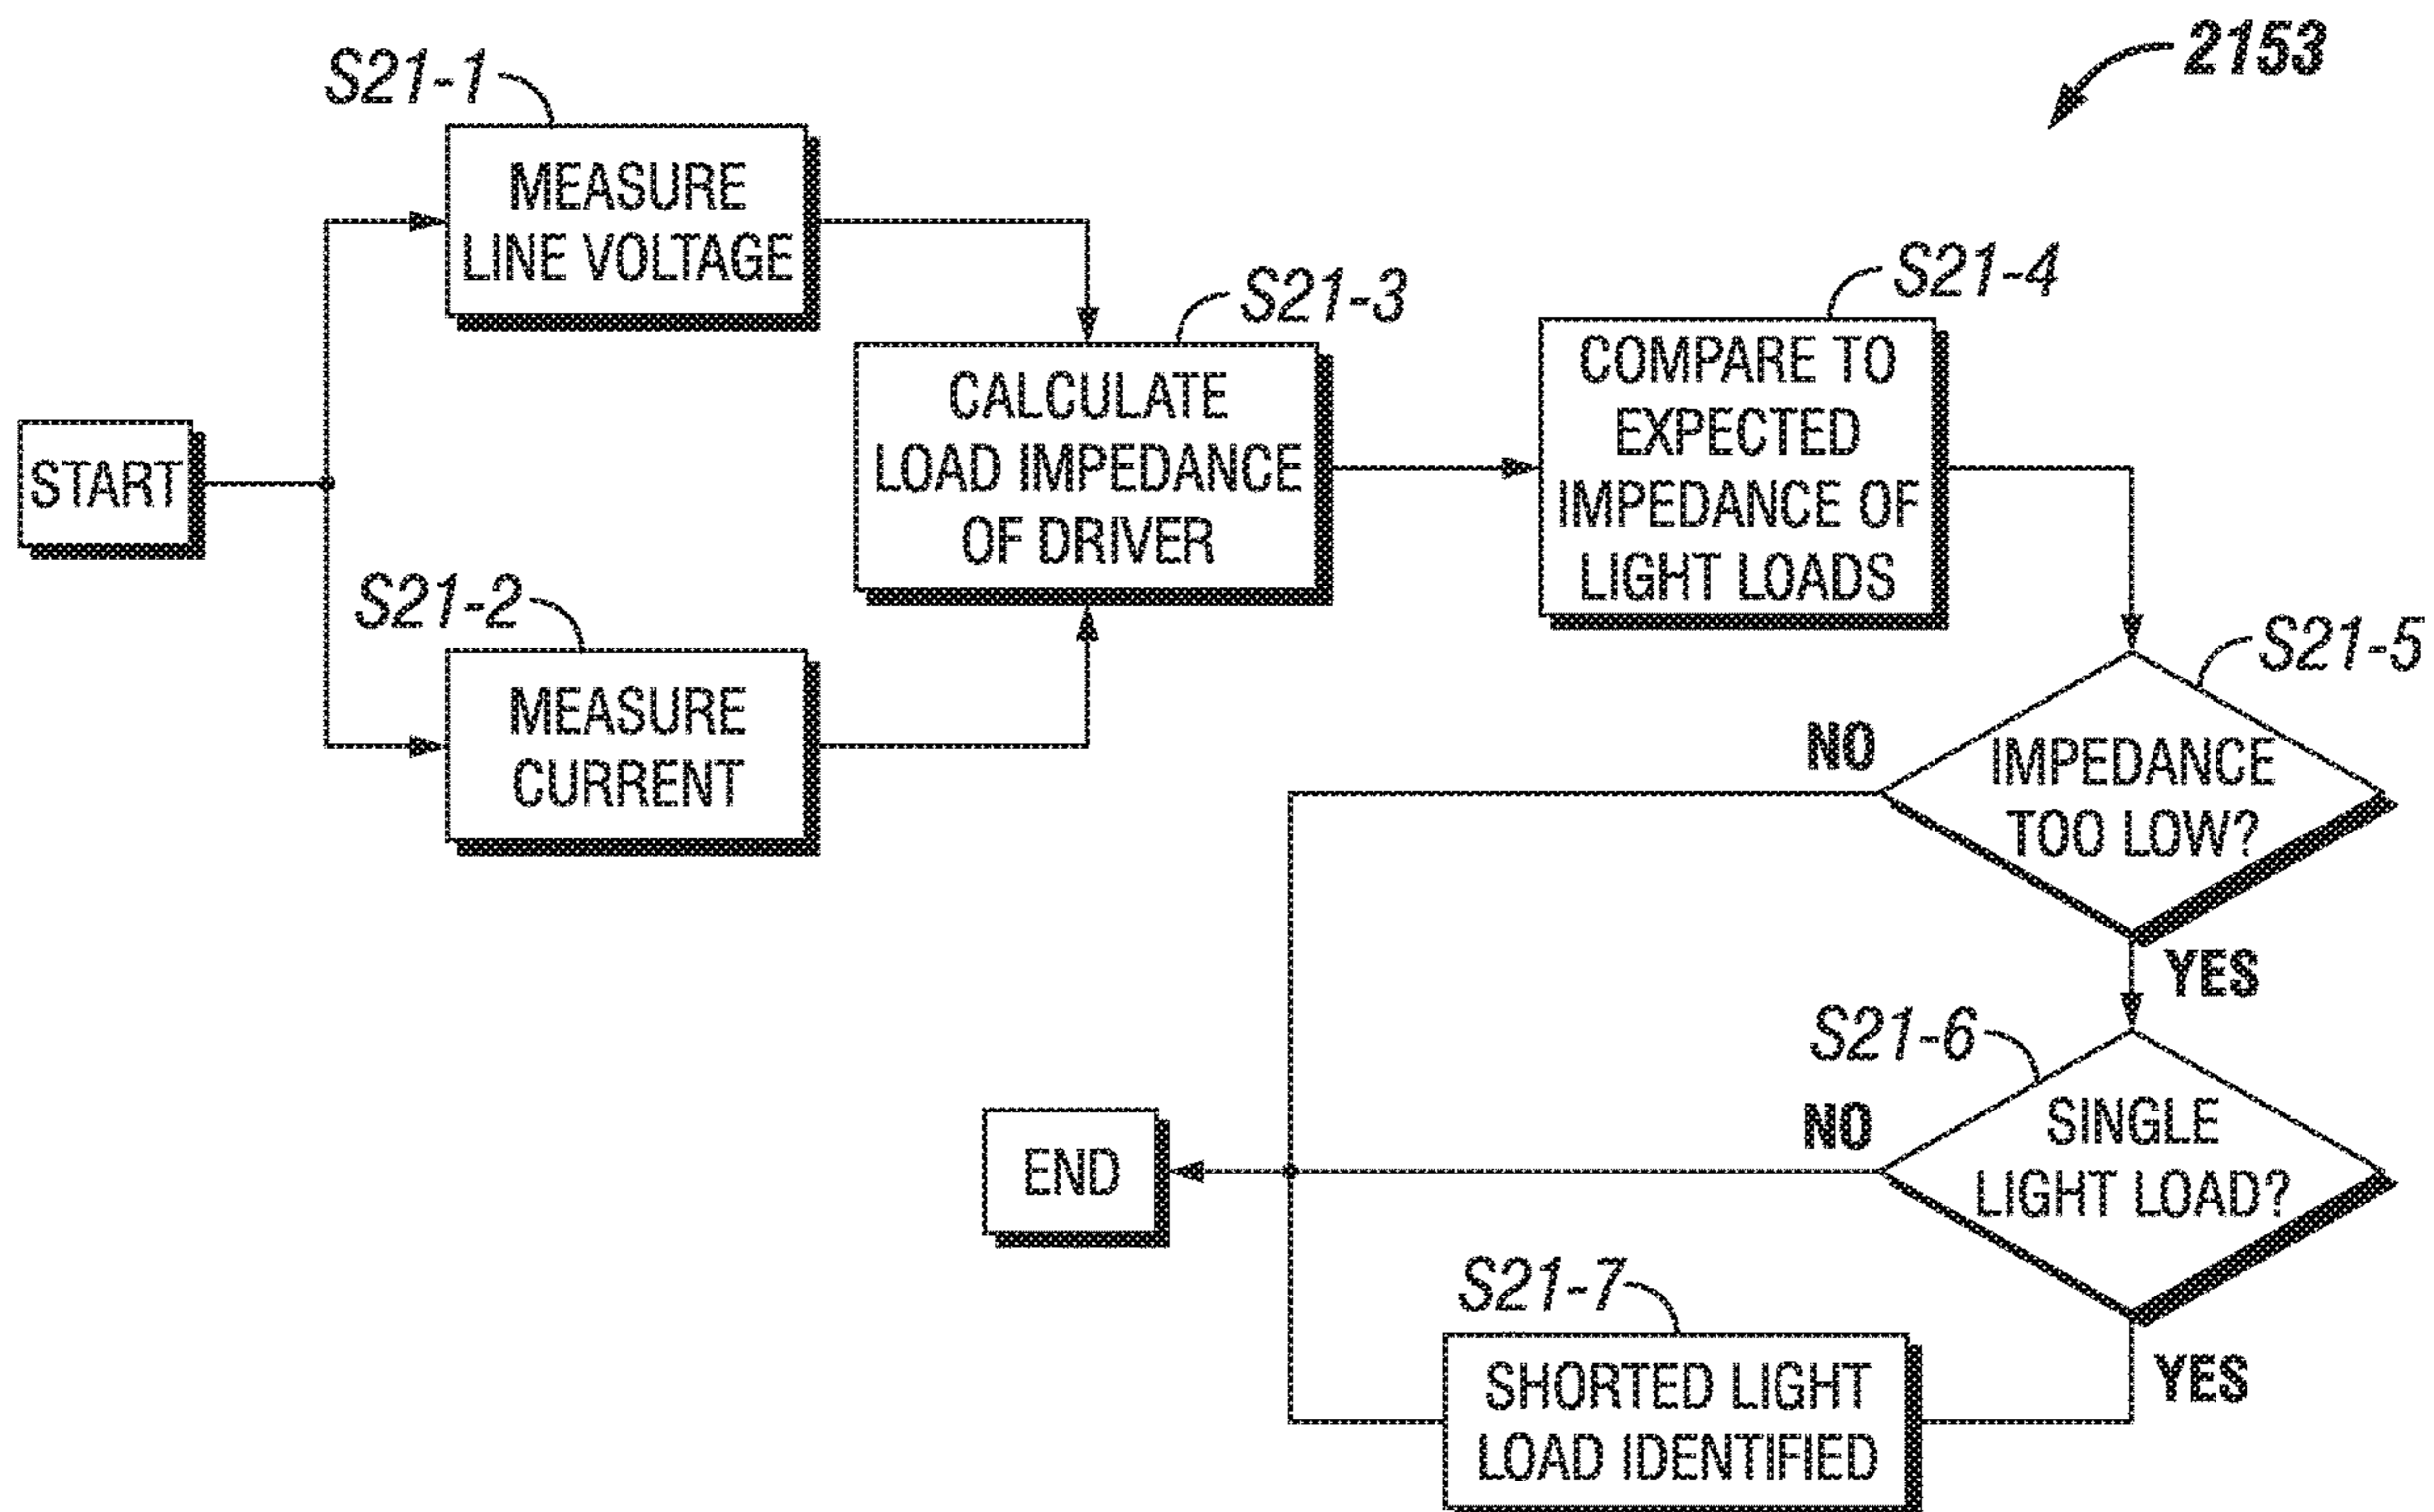 2153
S21-1
MEASURE
LINE VOLTAGE
S21-3
CALCULATE
LOAD IMPEDANCE
OF DRIVER
S21-4
COMPARE TO
EXPECTED
IMPEDANCE OF
LIGHT LOADS
START
S21-2
MEASURE
CURRENT
S21-5
IMPEDANCE
TOO LOW?
NO
YES
S21-6
SINGLE
LIGHT LOAD?
NO
YES
END
S21-7
SHORTED LIGHT
LOAD IDENTIFIED